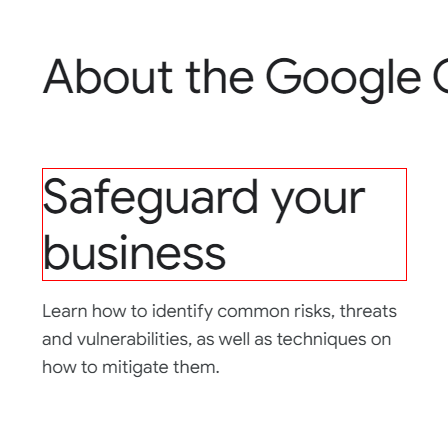 About the Google
Safeguard your
business
Learn how to identify common risks, threats
and vulnerabilities, as well as techniques on
how to mitigate them.